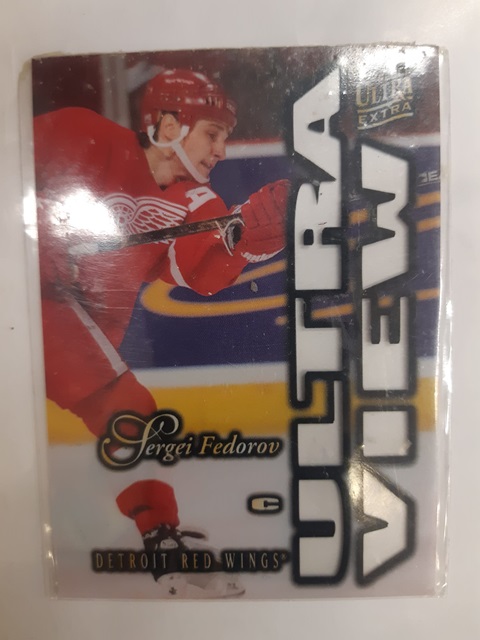 ULTRA
EXTRA
ULTRA
VIEW
A
Sergei Fedorov
C
DETROIT RED WINGS